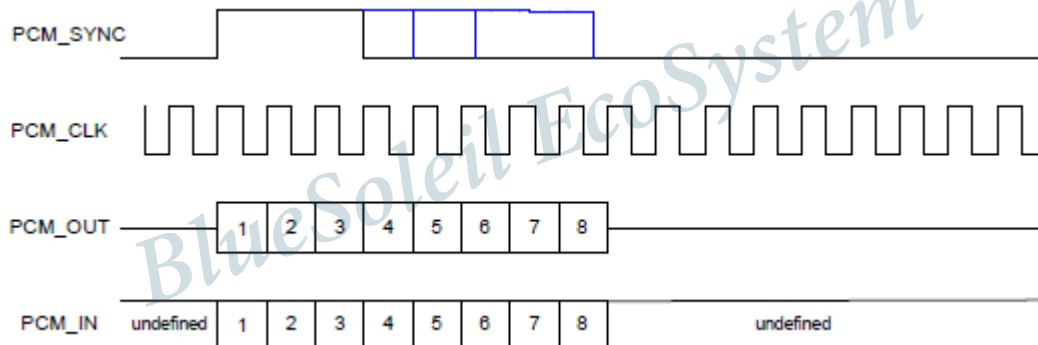 PCM_SYNC
PCM_CLK
PCM_OUT 1 2 3 4 5 6 7 8
PCM_IN undefined 1 2 3 4 5 6 7 8 undefined
BlueSoleil EcoSystem